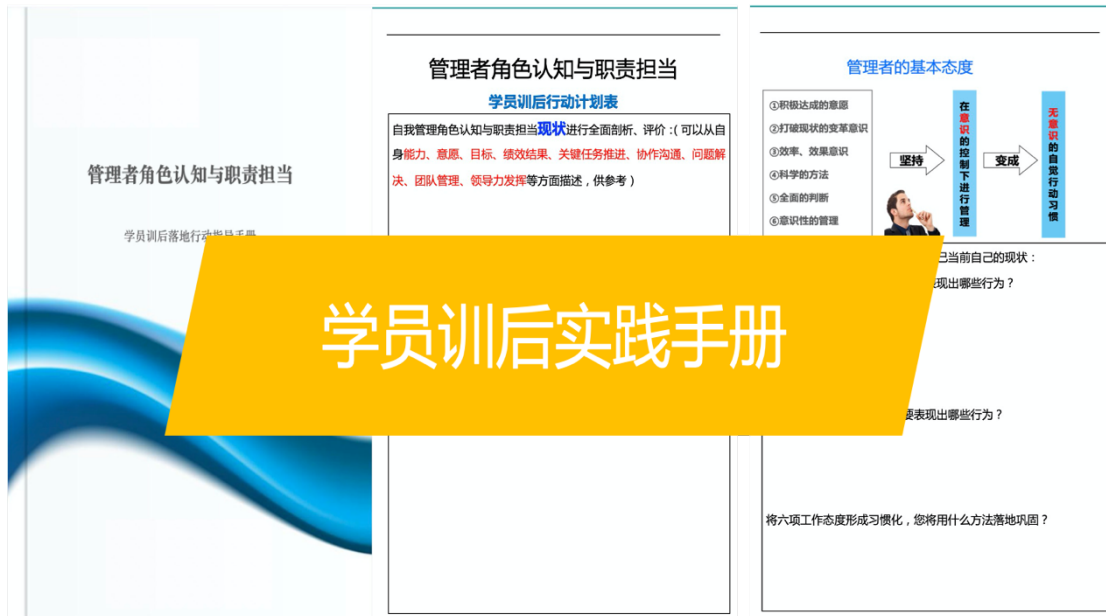 管理者角色认知与职责担当
学员训后落地行动指导手册
管理者角色认知与职责担当
学员训后行动计划表
自我管理角色认知与职责担当现状进行全面剖析、评价：（可以从自
身能力、意愿、目标、绩效结果、关键任务推进、协作沟通、问题解
决、团队管理、领导力发挥等方面描述，供参考）
管理者的基本态度
①积极达成的意愿
②打破现状的变革意识
③效率、效果意识
④科学的方法
⑤全面的判断
⑥意识性的管理
坚持
在意识的控制下进行管理
变成
无意识的自觉行动习惯
己当前自己的现状：
表现出哪些行为？
要表现出哪些行为？
将六项工作态度形成习惯化，您将用什么方法落地巩固？
学员训后实践手册